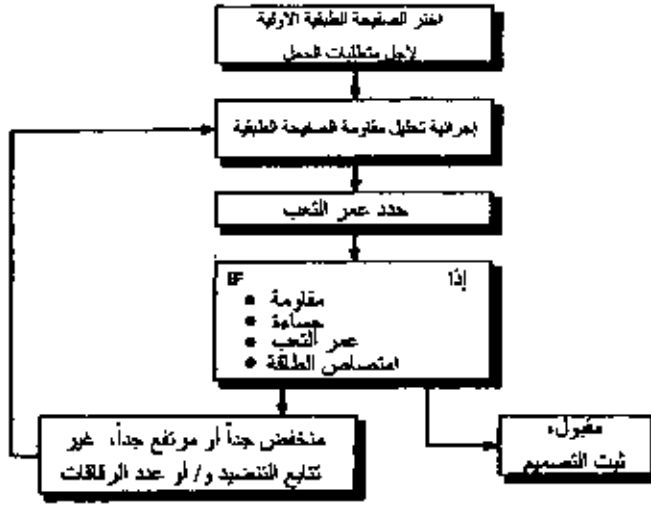 اختر الصفيحة الطبقية الأولية
لأجل متطلبات الحمل
إجرائية تحليل مقاومة الصفيحة الطبقية
حدد عمر التعب
إذا IF
● مقاومة
● جساءة
● عمر التعب
● امتصاص الطاقة
منخفض جداً أو مرتفع جداً، غير
تتابع التنضيد و/أو عدد الرقاقات
مقبول،
ثبت التصميم